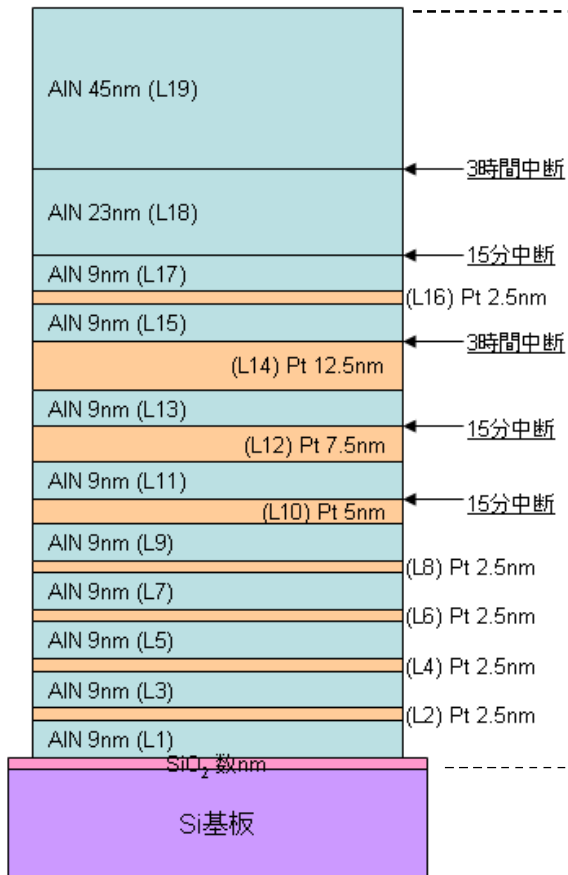 AlN 45nm (L19)
3時間中断
AlN 23nm (L18)
15分中断
AlN 9nm (L17)
(L16) Pt 2.5nm
AlN 9nm (L15)
3時間中断
(L14) Pt 12.5nm
AlN 9nm (L13)
15分中断
(L12) Pt 7.5nm
AlN 9nm (L11)
15分中断
(L10) Pt 5nm
AlN 9nm (L9)
(L8) Pt 2.5nm
AlN 9nm (L7)
(L6) Pt 2.5nm
AlN 9nm (L5)
(L4) Pt 2.5nm
AlN 9nm (L3)
(L2) Pt 2.5nm
AlN 9nm (L1)
SiO₂ 数nm
Si基板